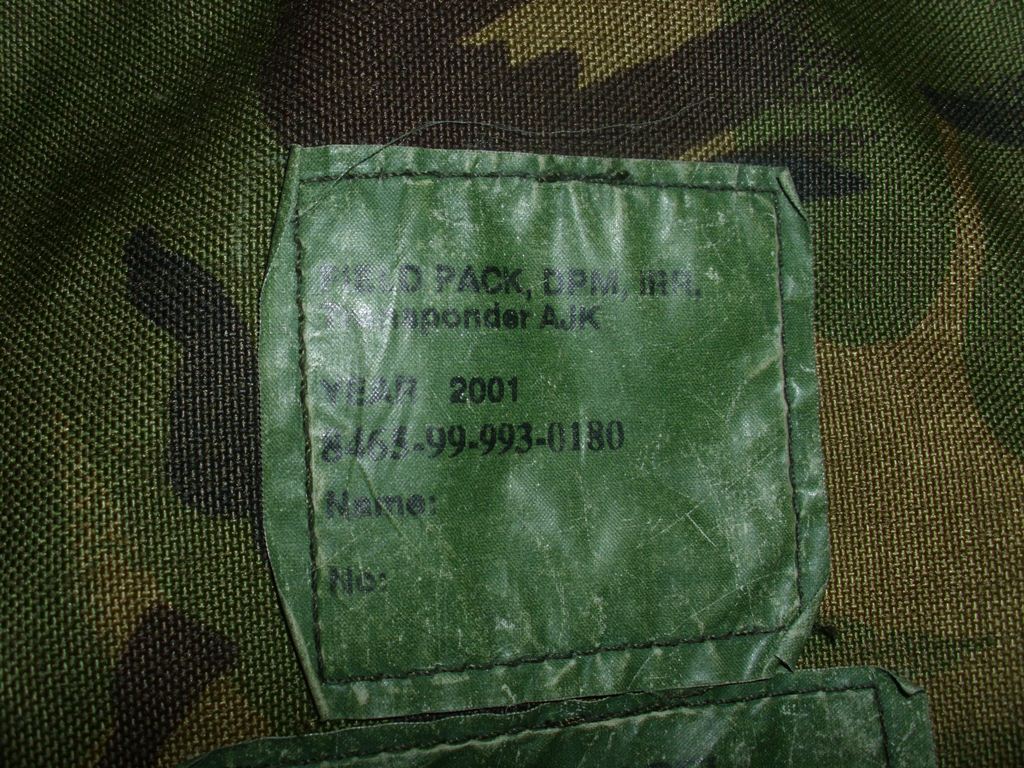 FIELD PACK, DPM, IRR.
Transponder AJK
YEAR 2001
8465-99-993-0180
Name:
No: